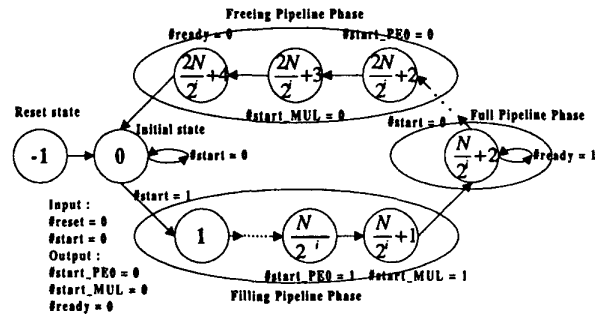 Freeing Pipeline Phase
#ready = 0
#start_PE0 = 0
2N/2^i+4
2N/2^i+3
2N/2^i+2
#start_MUL = 0
Reset state
Initial state
#start = 0
Full Pipeline Phase
-1
0
#start = 0
N/2^i+2
#ready = 1
#start = 1
Input :
#reset = 0
#start = 0
Output :
#start_PE0 = 0
#start_MUL = 0
#ready = 0
1
N/2^i
N/2^i+1
#start_PE0 = 1
#start_MUL = 1
Filling Pipeline Phase